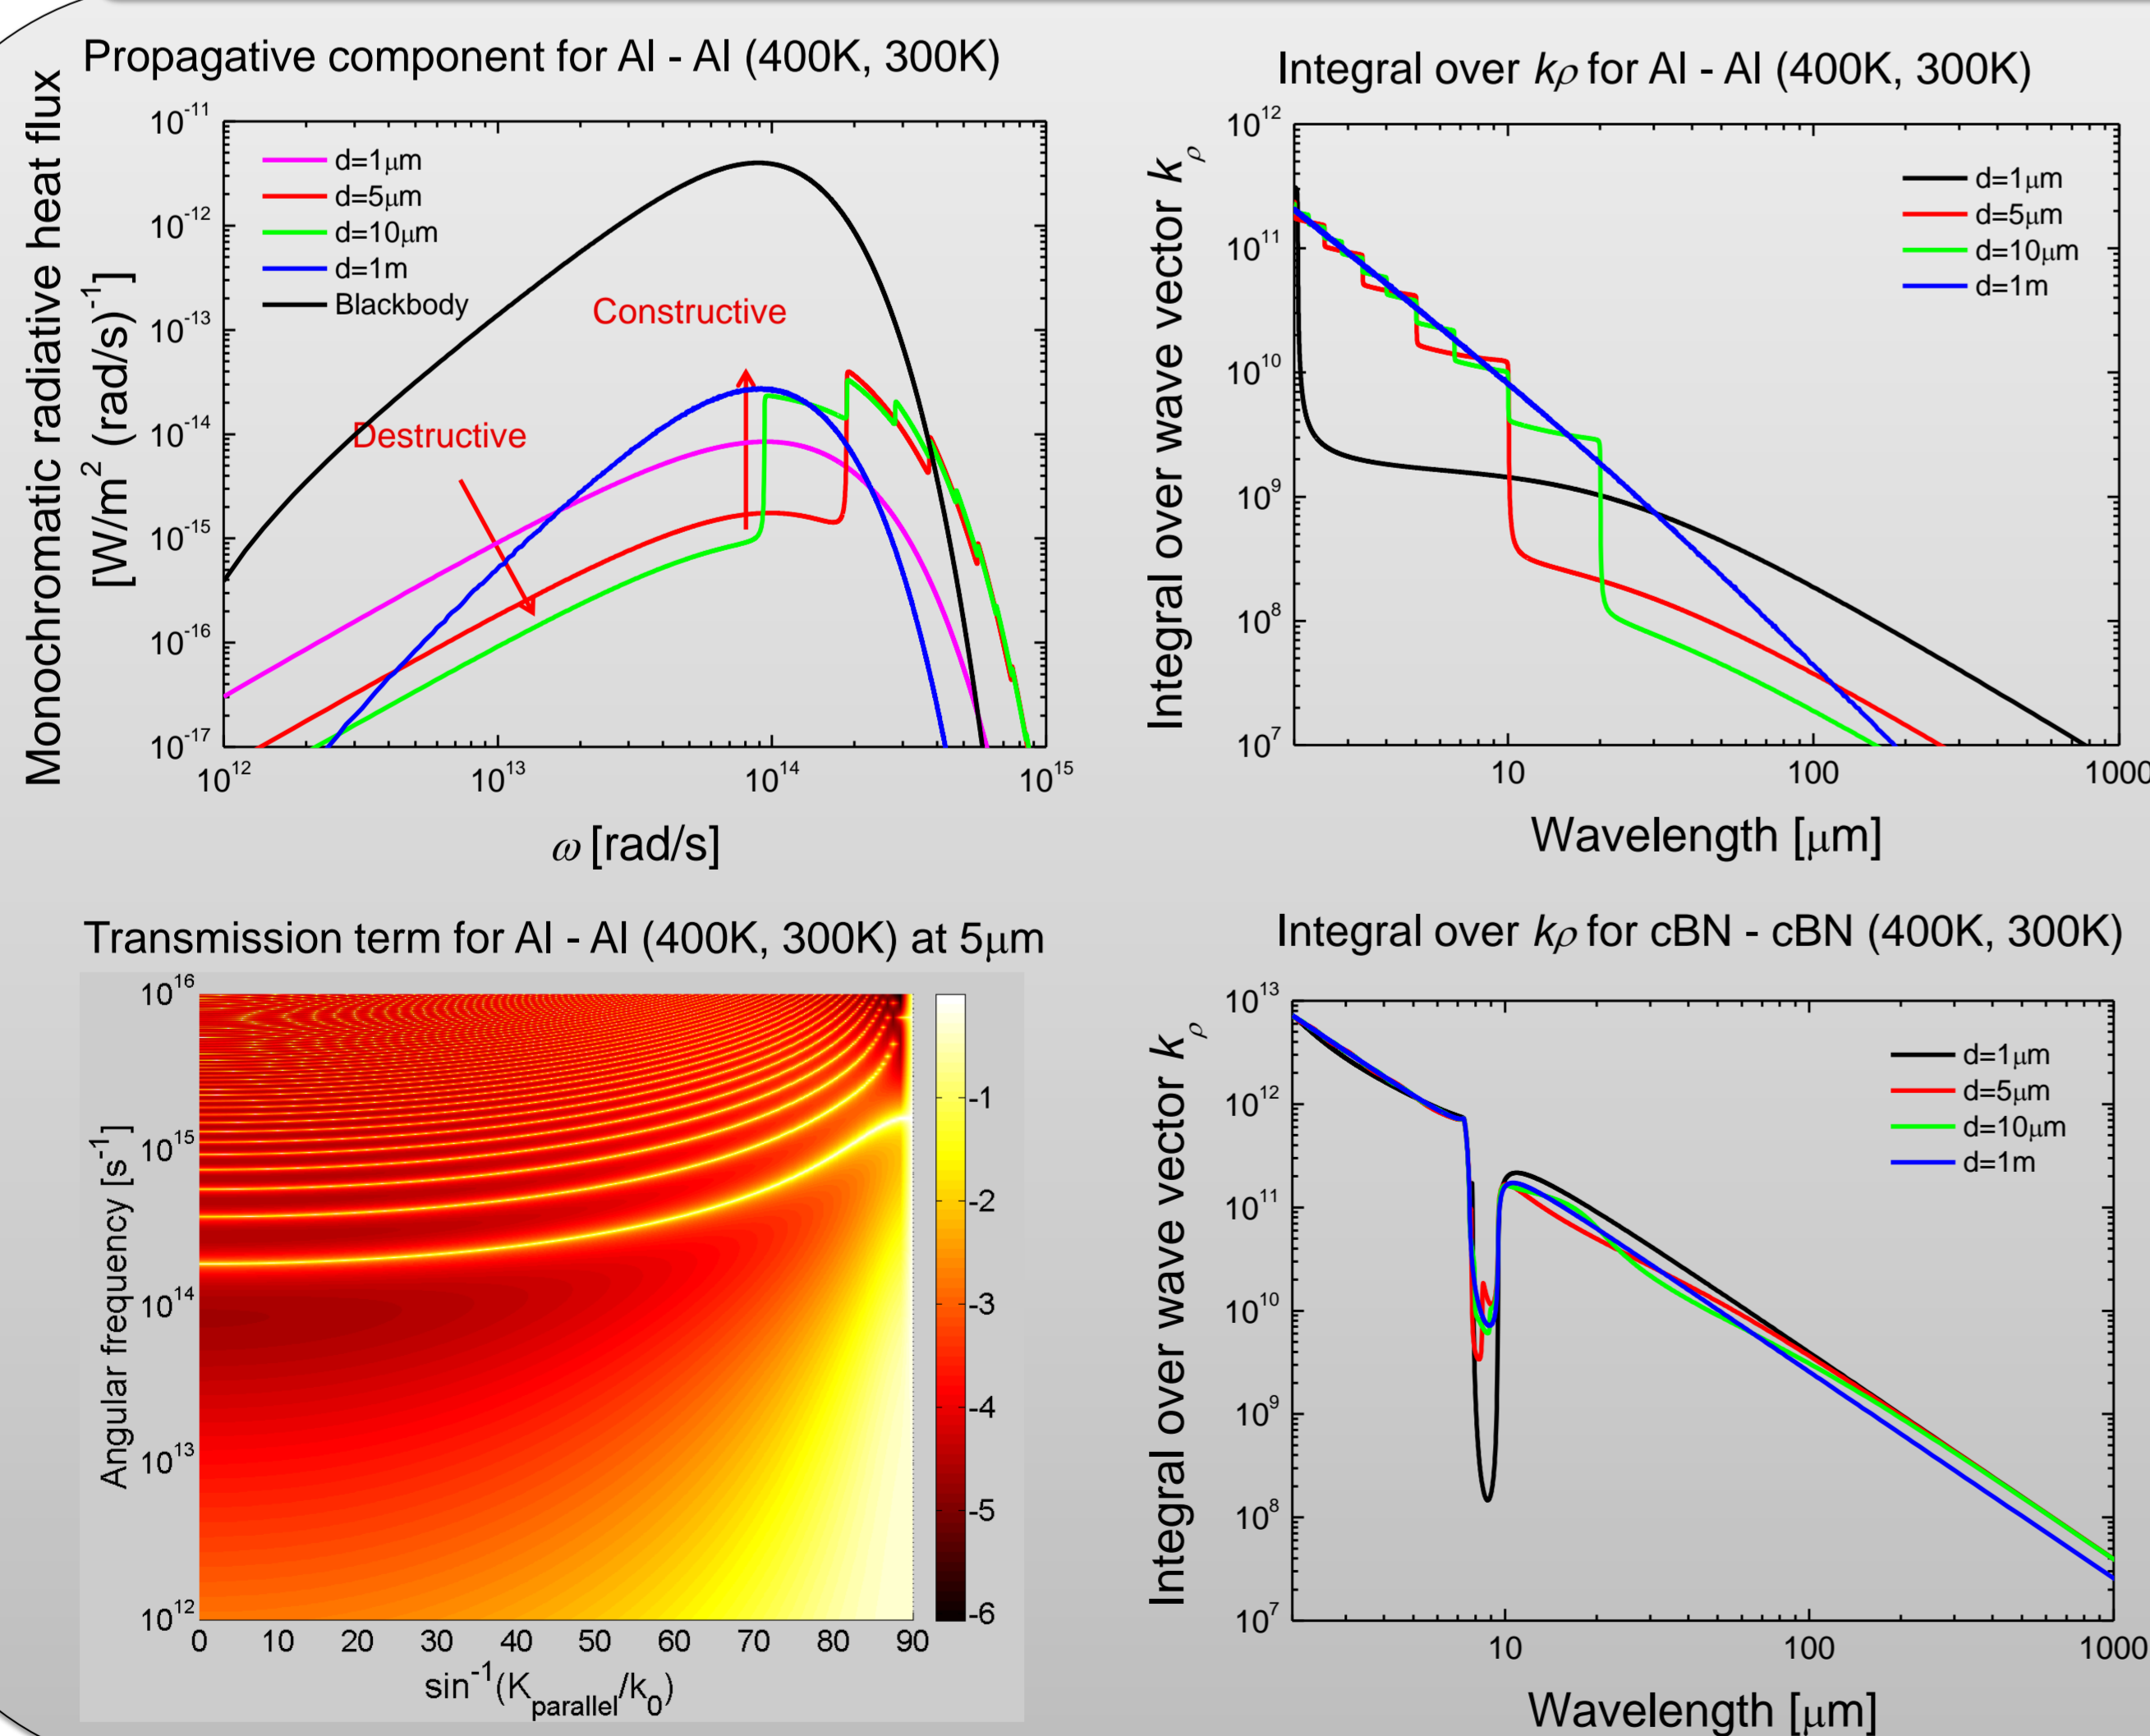 Propagative component for Al - Al (400K, 300K)
Monochromatic radiative heat flux
[W/m² (rad/s)⁻¹]
10⁻¹¹
10⁻¹²
10⁻¹³
10⁻¹⁴
10⁻¹⁵
10⁻¹⁶
10⁻¹⁷
d=1μm
d=5μm
d=10μm
d=1m
Blackbody
Constructive
Destructive
10¹² 10¹³ 10¹⁴ 10¹⁵
ω [rad/s]
Integral over kρ for Al - Al (400K, 300K)
Integral over wave vector kρ
10¹²
10¹¹
10¹⁰
10⁹
10⁸
10⁷
d=1μm
d=5μm
d=10μm
d=1m
10 100 1000
Wavelength [μm]
Transmission term for Al - Al (400K, 300K) at 5μm
Angular frequency [s⁻¹]
10¹⁶
10¹⁵
10¹⁴
10¹³
10¹²
-1
-2
-3
-4
-5
-6
0 10 20 30 40 50 60 70 80 90
sin⁻¹(K_parallel/k₀)
Integral over kρ for cBN - cBN (400K, 300K)
Integral over wave vector kρ
10¹³
10¹²
10¹¹
10¹⁰
10⁹
10⁸
10⁷
d=1μm
d=5μm
d=10μm
d=1m
10 100 1000
Wavelength [μm]